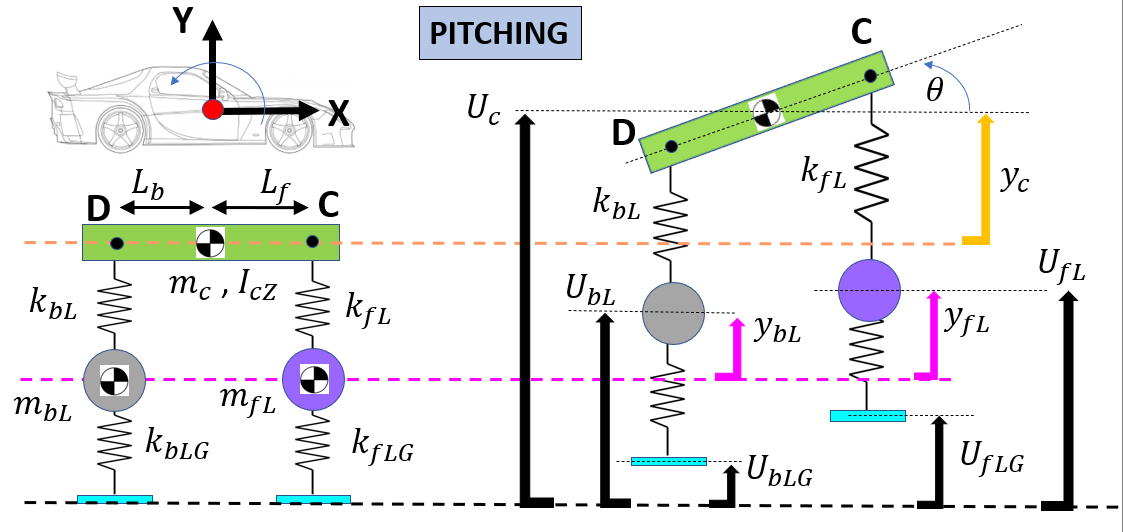 PITCHING
Y
X
L_b
L_f
D
C
m_c , I_cZ
k_bL
k_fL
m_bL
m_fL
k_bLG
k_fLG
U_c
C
D
θ
k_fL
y_c
k_bL
U_fL
U_bL
y_bL
y_fL
U_bLG
U_fLG